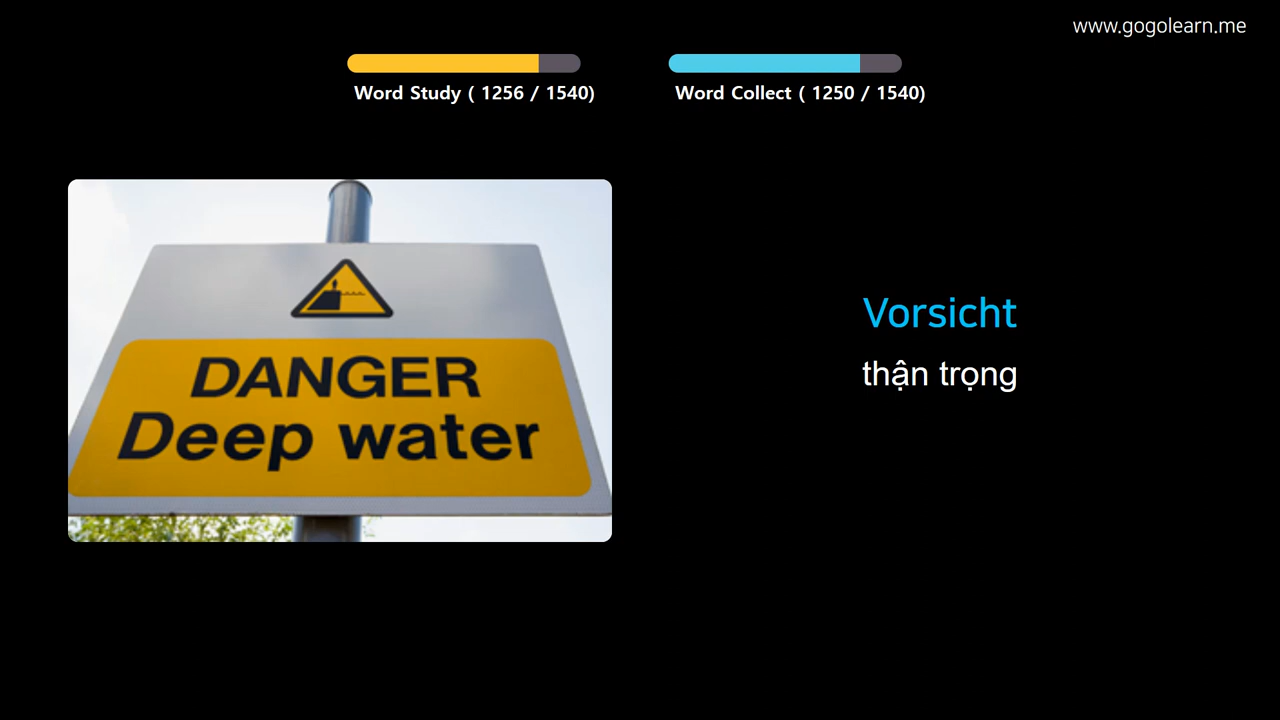 www.gogolearn.me
Word Study ( 1256 / 1540)
Word Collect ( 1250 / 1540)
DANGER
Deep water
Vorsicht
thận trọng